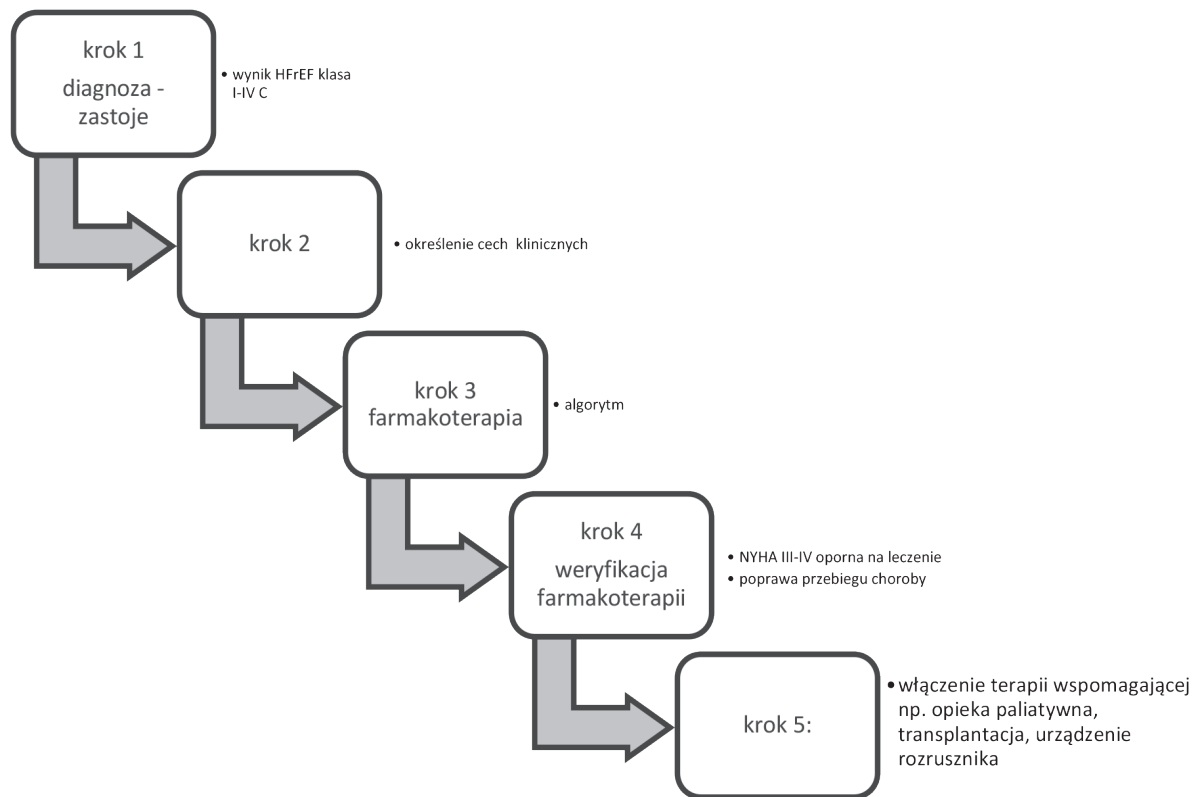 krok 1
diagnoza -
zastoje
• wynik HFrEF klasa
I-IV C
krok 2
• określenie cech klinicznych
krok 3
farmakoterapia
• algorytm
krok 4
weryfikacja
farmakoterapii
• NYHA III-IV oporna na leczenie
• poprawa przebiegu choroby
krok 5:
• włączenie terapii wspomagającej
np. opieka paliatywna,
transplantacja, urządzenie
rozrusznika